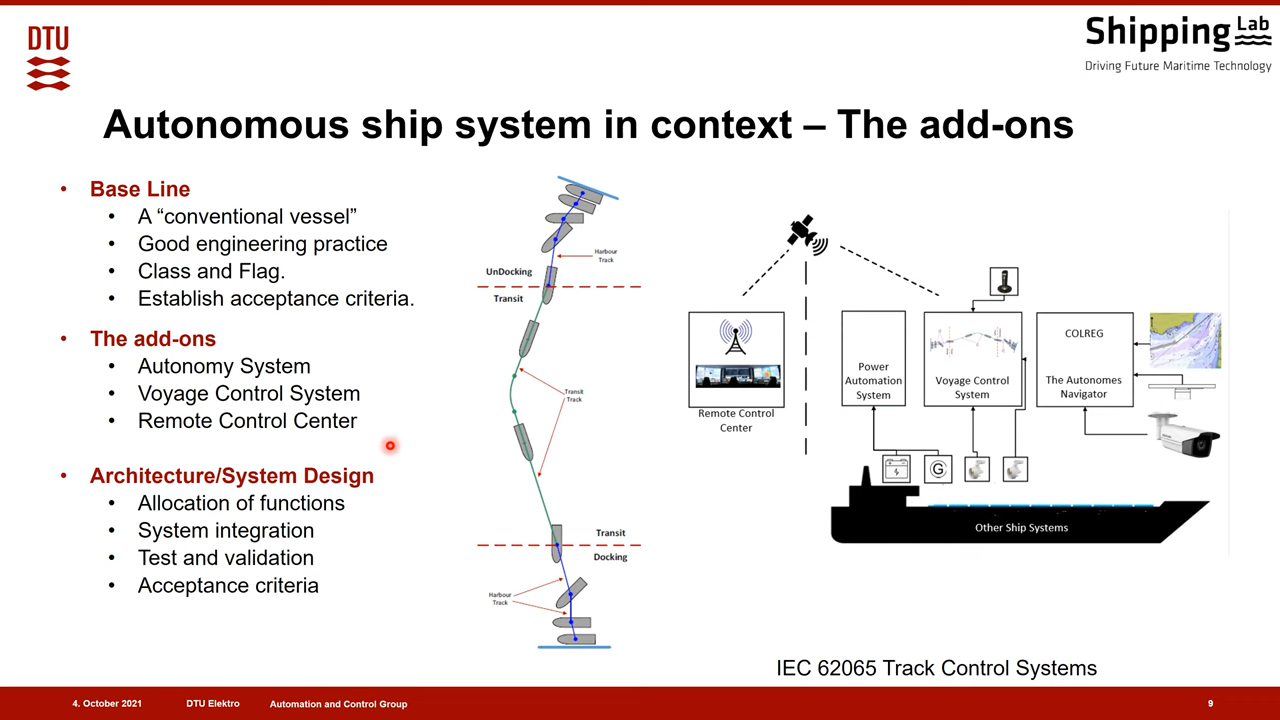 DTU
Shipping Lab
Driving Future Maritime Technology
Autonomous ship system in context – The add-ons
• Base Line
• A “conventional vessel”
• Good engineering practice
• Class and Flag.
• Establish acceptance criteria.
• The add-ons
• Autonomy System
• Voyage Control System
• Remote Control Center
• Architecture/System Design
• Allocation of functions
• System integration
• Test and validation
• Acceptance criteria
Harbour
Track
UnDocking
Transit
Transit
Track
Transit
Docking
Harbour
Track
Remote Control
Center
Power
Automation
System
Voyage Control
System
COLREG
The Autonomes
Navigator
G
Other Ship Systems
IEC 62065 Track Control Systems
4. October 2021
DTU Elektro
Automation and Control Group
9